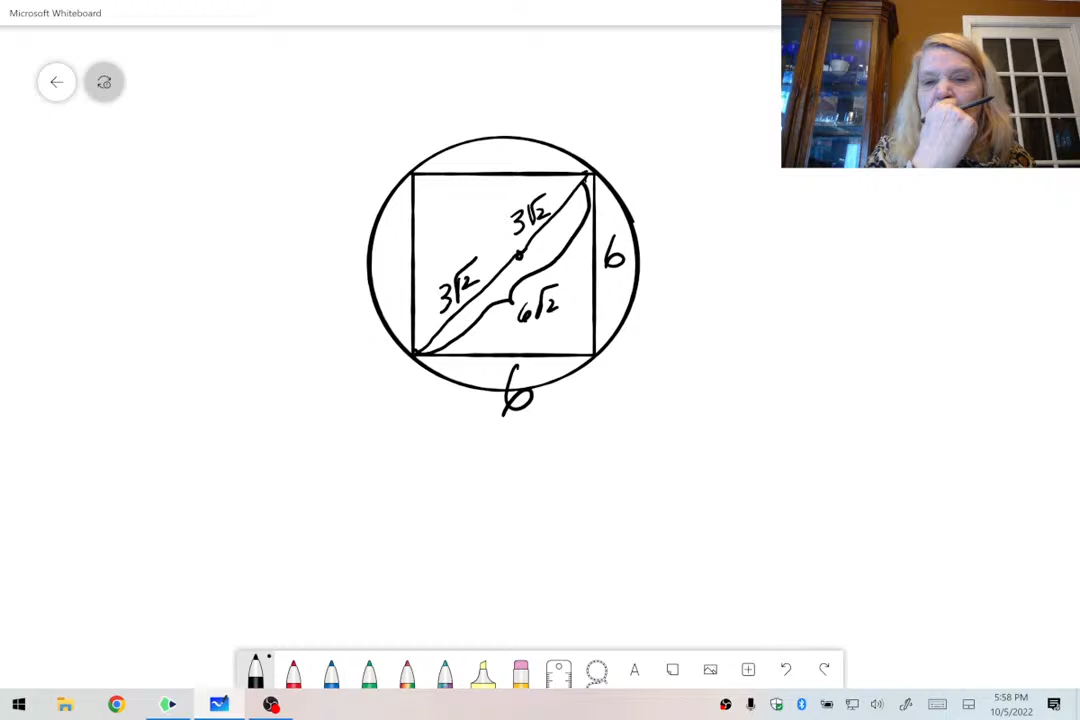 Microsoft Whiteboard
3√2
6
3√2
6√2
6
A
5:58 PM
10/5/2022